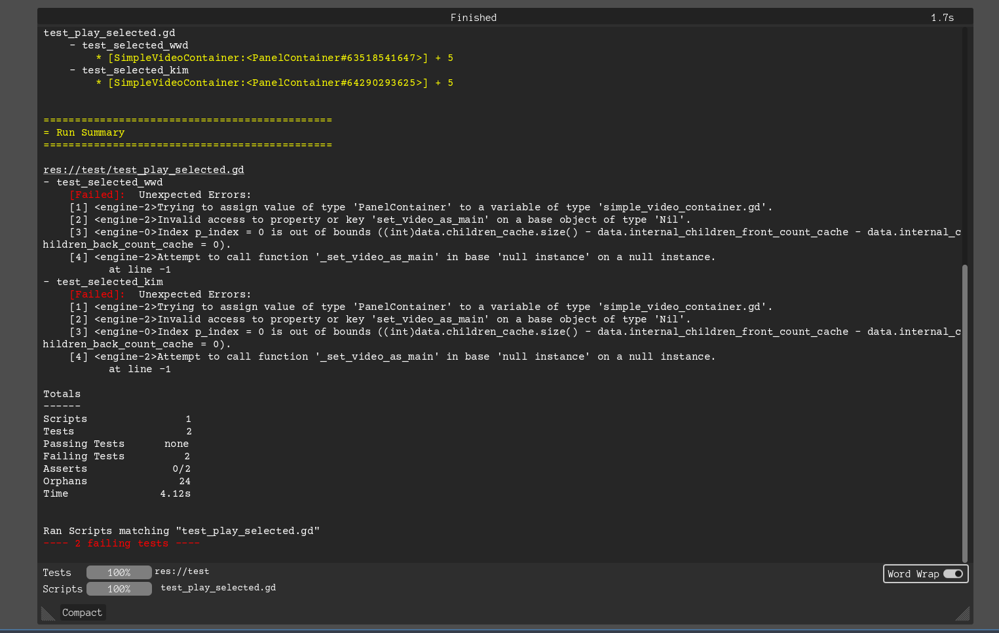 Finished 1.7s
test_play_selected.gd
- test_selected_wwd
* [SimpleVideoContainer:<PanelContainer#63518541647>] + 5
- test_selected_kim
* [SimpleVideoContainer:<PanelContainer#64290293625>] + 5
==============================================
= Run Summary
==============================================
res://test/test_play_selected.gd
- test_selected_wwd
[Failed]: Unexpected Errors:
[1] <engine-2>Trying to assign value of type 'PanelContainer' to a variable of type 'simple_video_container.gd'.
[2] <engine-2>Invalid access to property or key 'set_video_as_main' on a base object of type 'Nil'.
[3] <engine-0>Index p_index = 0 is out of bounds ((int)data.children_cache.size() - data.internal_children_front_count_cache - data.internal_c
hildren_back_count_cache = 0).
[4] <engine-2>Attempt to call function '_set_video_as_main' in base 'null instance' on a null instance.
at line -1
- test_selected_kim
[Failed]: Unexpected Errors:
[1] <engine-2>Trying to assign value of type 'PanelContainer' to a variable of type 'simple_video_container.gd'.
[2] <engine-2>Invalid access to property or key 'set_video_as_main' on a base object of type 'Nil'.
[3] <engine-0>Index p_index = 0 is out of bounds ((int)data.children_cache.size() - data.internal_children_front_count_cache - data.internal_c
hildren_back_count_cache = 0).
[4] <engine-2>Attempt to call function '_set_video_as_main' in base 'null instance' on a null instance.
at line -1
Totals
------
Scripts 1
Tests 2
Passing Tests none
Failing Tests 2
Asserts 0/2
Orphans 24
Time 4.12s
Ran Scripts matching "test_play_selected.gd"
---- 2 failing tests ----
Tests 100% res://test
Word Wrap
Scripts 100% test_play_selected.gd
Compact